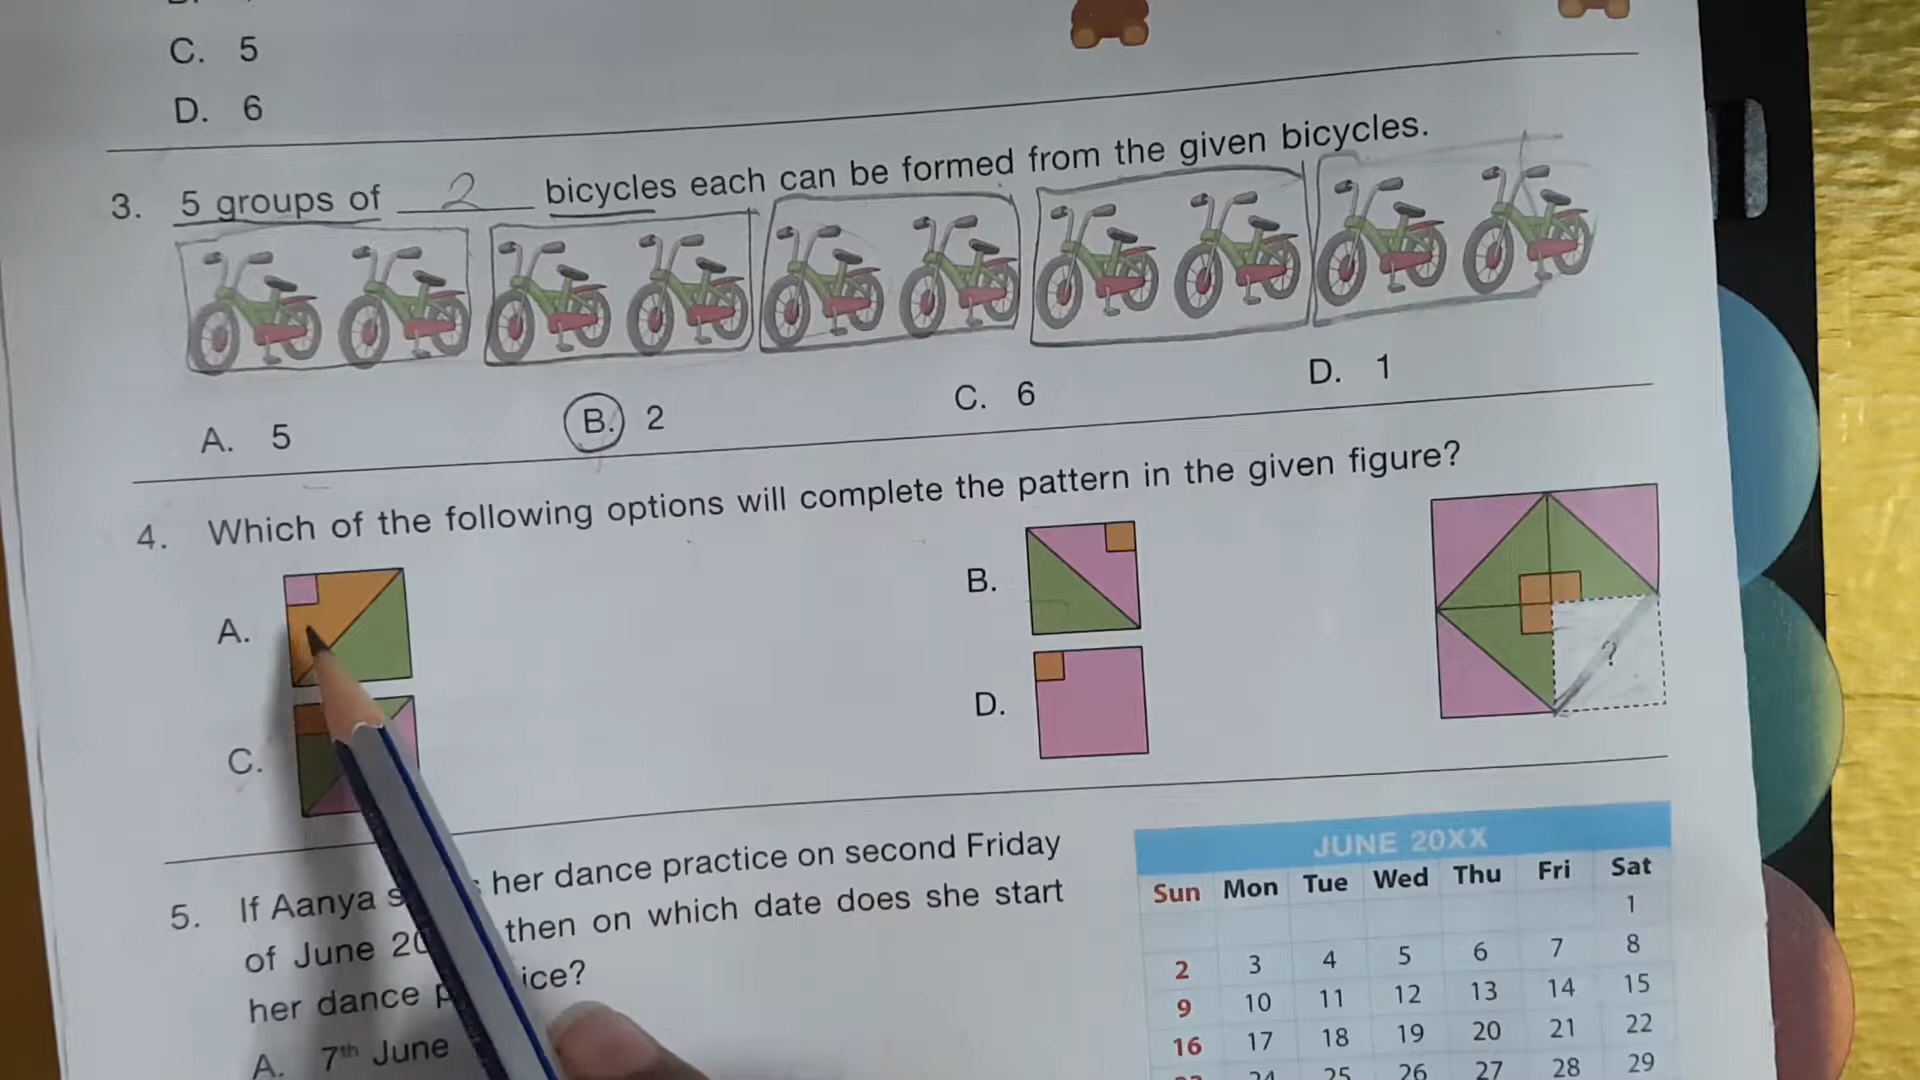 C. 5
D. 6
3. 5 groups of 2 bicycles each can be formed from the given bicycles.
A. 5
B. 2
C. 6
D. 1
4. Which of the following options will complete the pattern in the given figure?
A.
B.
C.
D.
?
5. If Aanya s her dance practice on second Friday
of June 20 then on which date does she start
her dance p ice?
A. 7th June
JUNE 20XX
Sun Mon Tue Wed Thu Fri Sat
1
2 3 4 5 6 7 8
9 10 11 12 13 14 15
16 17 18 19 20 21 22
24 25 26 27 28 29